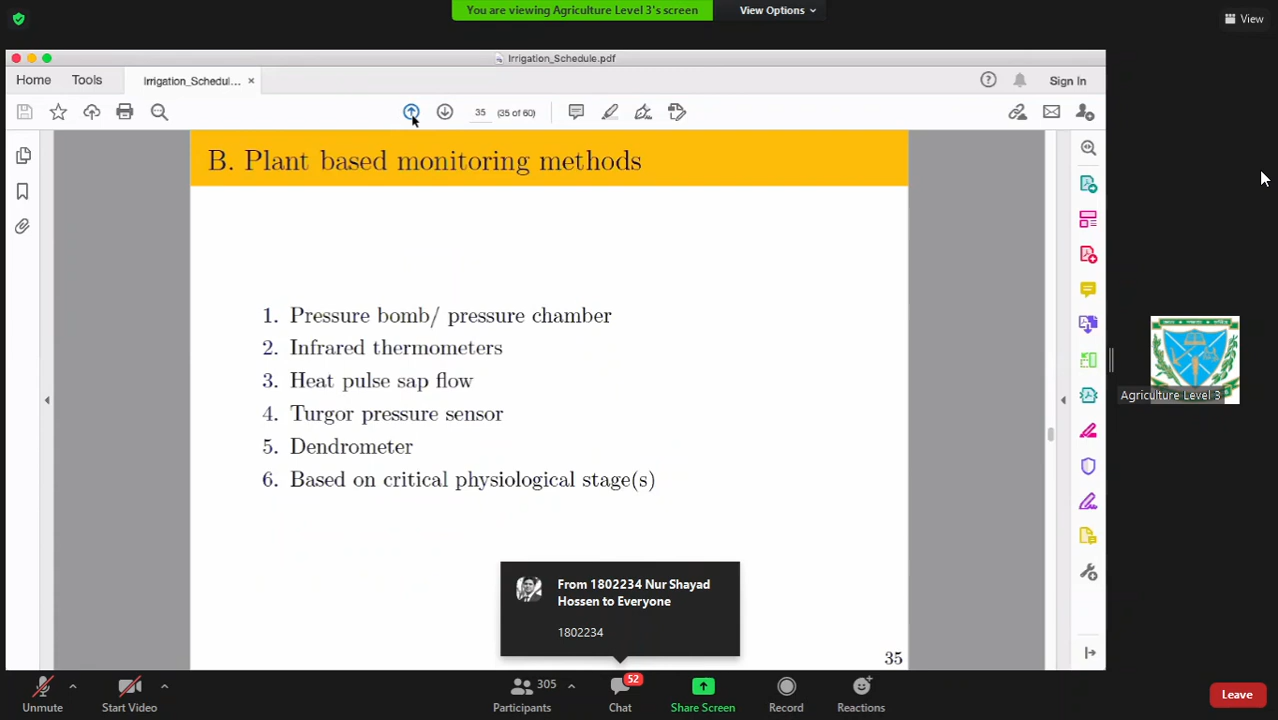 You are viewing Agriculture Level 3's screen
View Options
View
Irrigation_Schedule.pdf
Home
Tools
Irrigation_Schedul...
Sign In
35
(35 of 60)
B. Plant based monitoring methods
1. Pressure bomb/ pressure chamber
2. Infrared thermometers
3. Heat pulse sap flow
4. Turgor pressure sensor
5. Dendrometer
6. Based on critical physiological stage(s)
Agriculture Level 3
From 1802234 Nur Shayad
Hossen to Everyone
1802234
35
Unmute
Start Video
305
Participants
52
Chat
Share Screen
Record
Reactions
Leave